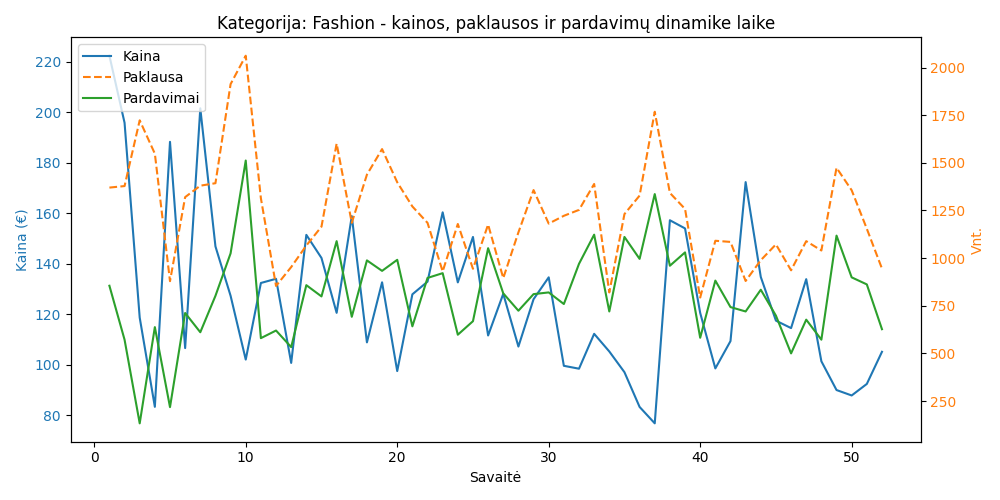 Kategorija: Fashion - kainos, paklausos ir pardavimų dinamike laike
Kaina
Paklausa
Pardavimai
Kaina (€)
220
200
180
160
140
120
100
80
2000
1750
1500
1250
1000
750
500
250
Vnt.
0 10 20 30 40 50
Savaitė